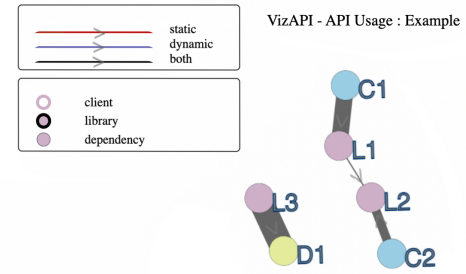 VizAPI - API Usage : Example
static
dynamic
both
client
library
dependency
C1
L1
L3
L2
D1
C2